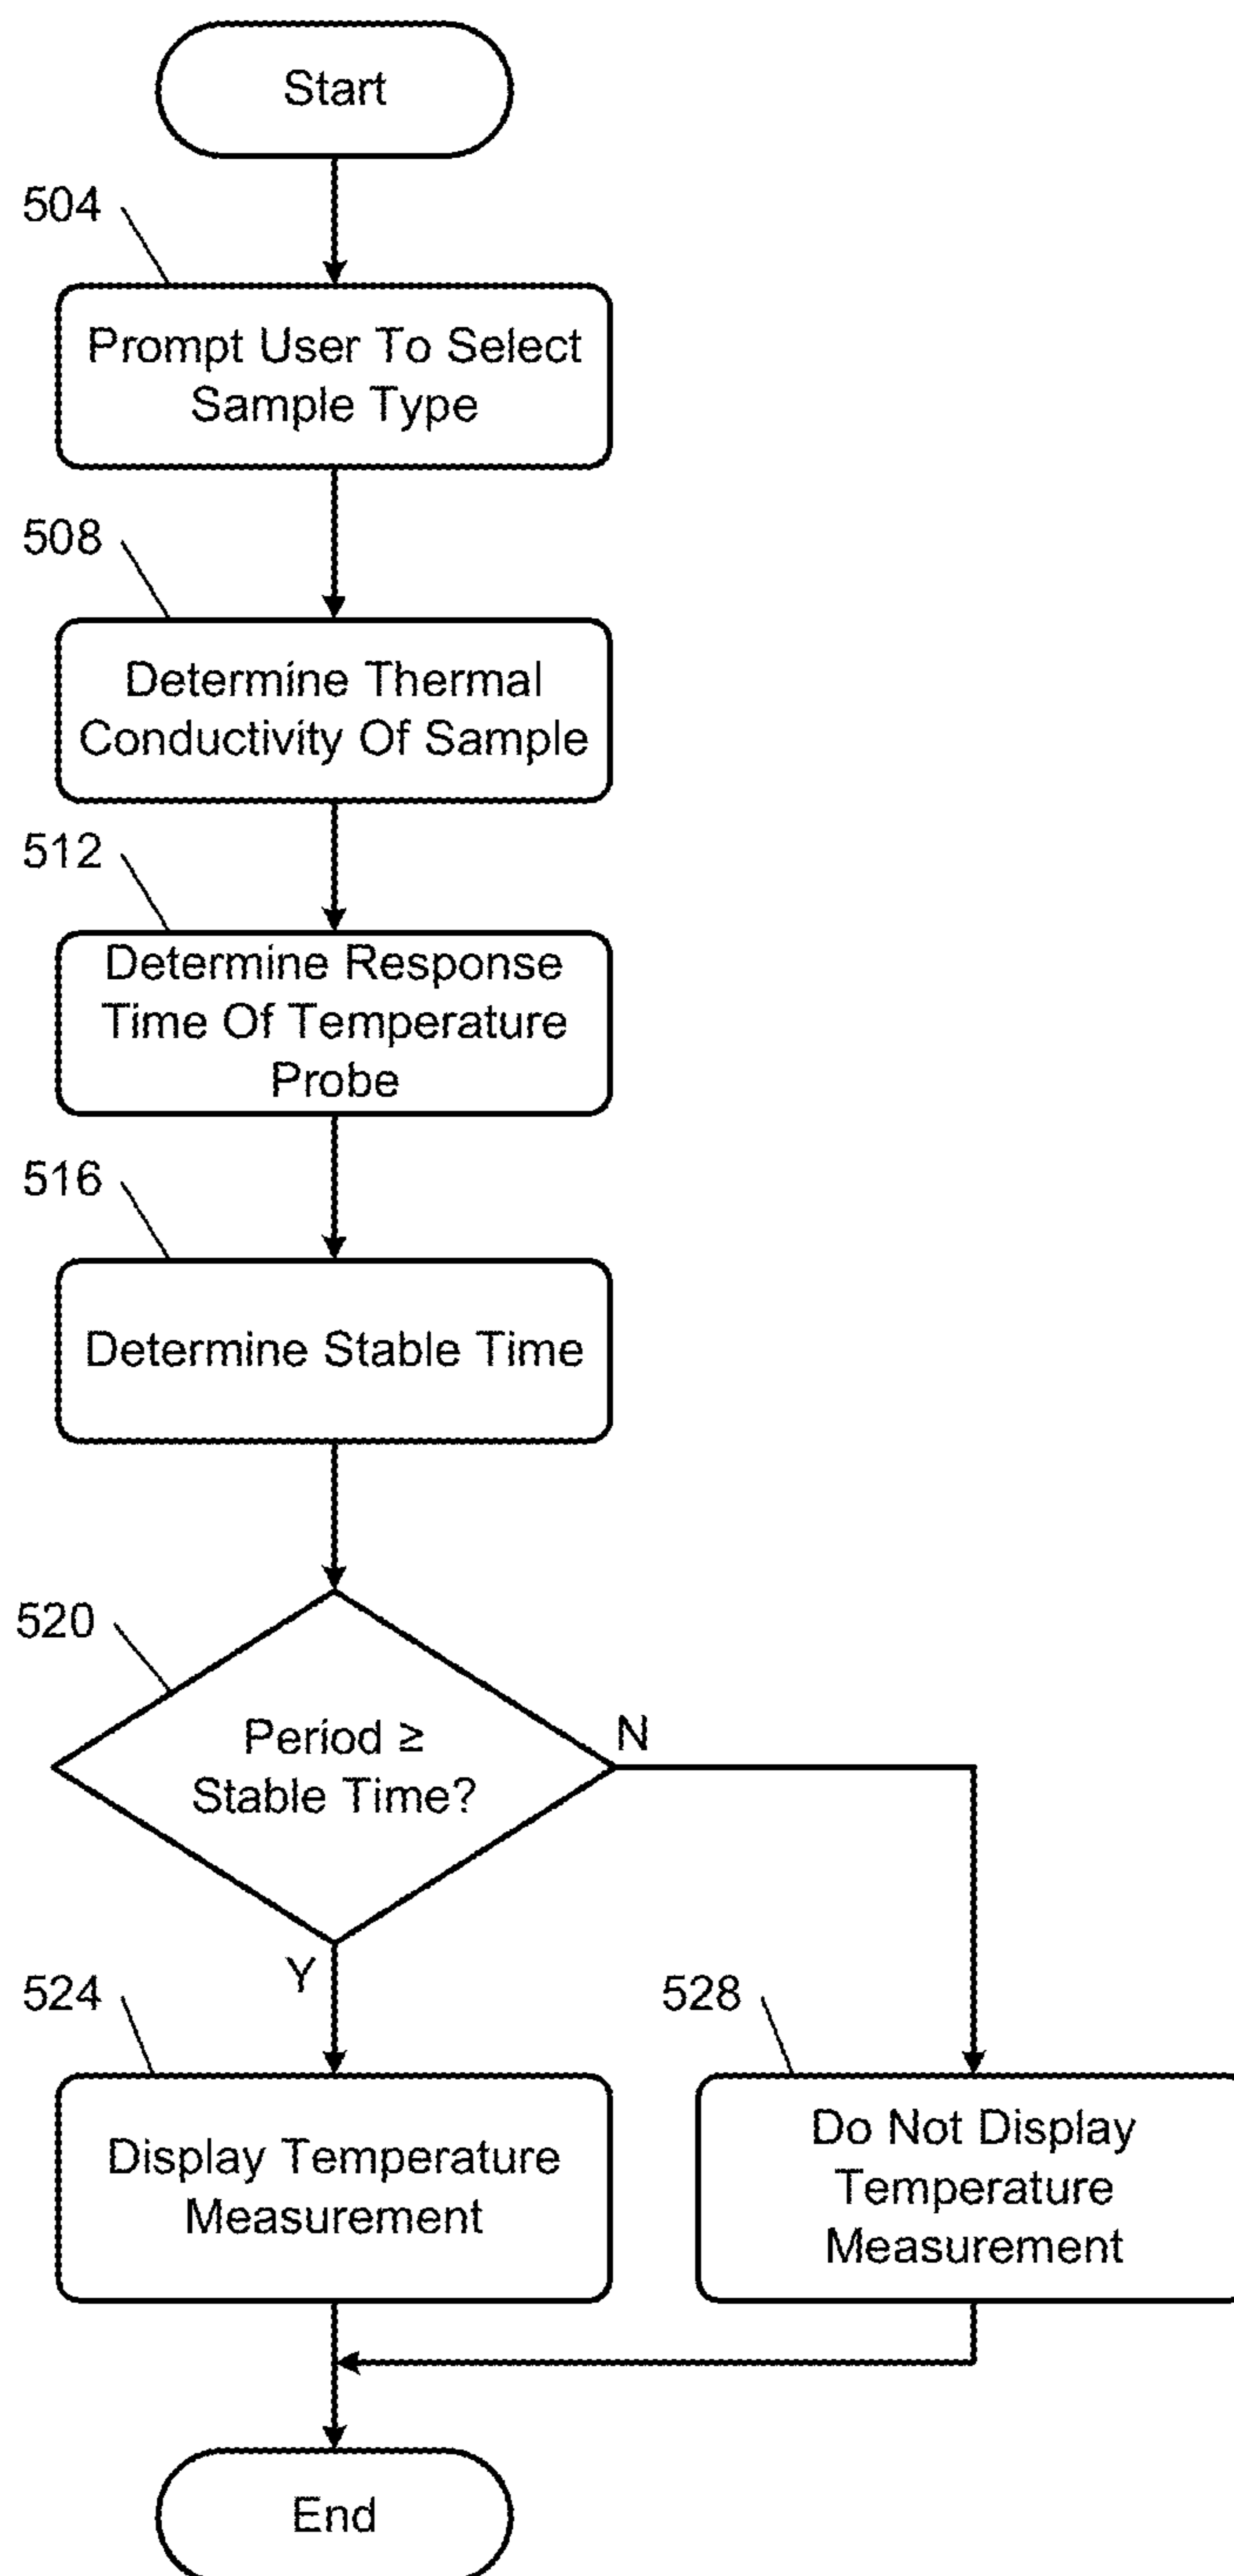 Start
504
Prompt User To Select
Sample Type
508
Determine Thermal
Conductivity Of Sample
512
Determine Response
Time Of Temperature
Probe
516
Determine Stable Time
520
Period ≥
Stable Time?
N
Y
524
Display Temperature
Measurement
528
Do Not Display
Temperature
Measurement
End